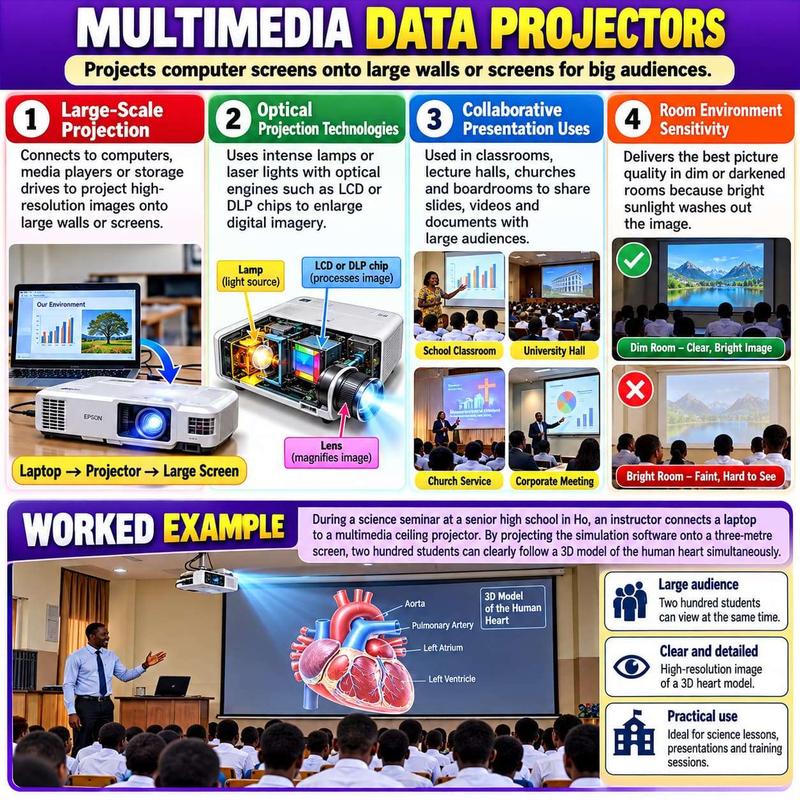 MULTIMEDIA DATA PROJECTORS
Projects computer screens onto large walls or screens for big audiences.
1 Large-Scale
Projection
Connects to computers,
media players or storage
drives to project high-
resolution images onto
large walls or screens.
Our Environment
EPSON
Laptop → Projector → Large Screen
2 Optical
Projection Technologies
Uses intense lamps or
laser lights with optical
engines such as LCD or
DLP chips to enlarge
digital imagery.
Lamp
(light source)
LCD or DLP chip
(processes image)
Lens
(magnifies image)
3 Collaborative
Presentation Uses
Used in classrooms,
lecture halls, churches
and boardrooms to share
slides, videos and
documents with
large audiences.
School Classroom
University Hall
Church Service
Corporate Meeting
4 Room Environment
Sensitivity
Delivers the best picture
quality in dim or darkened
rooms because bright
sunlight washes out
the image.
Dim Room – Clear, Bright Image
Bright Room – Faint, Hard to See
WORKED EXAMPLE
During a science seminar at a senior high school in Ho, an instructor connects a laptop
to a multimedia ceiling projector. By projecting the simulation software onto a three-metre
screen, two hundred students can clearly follow a 3D model of the human heart simultaneously.
3D Model
of the Human
Heart
Aorta
Pulmonary Artery
Left Atrium
Left Ventricle
Large audience
Two hundred students
can view at the same time.
Clear and detailed
High-resolution image
of a 3D heart model.
Practical use
Ideal for science lessons,
presentations and training
sessions.